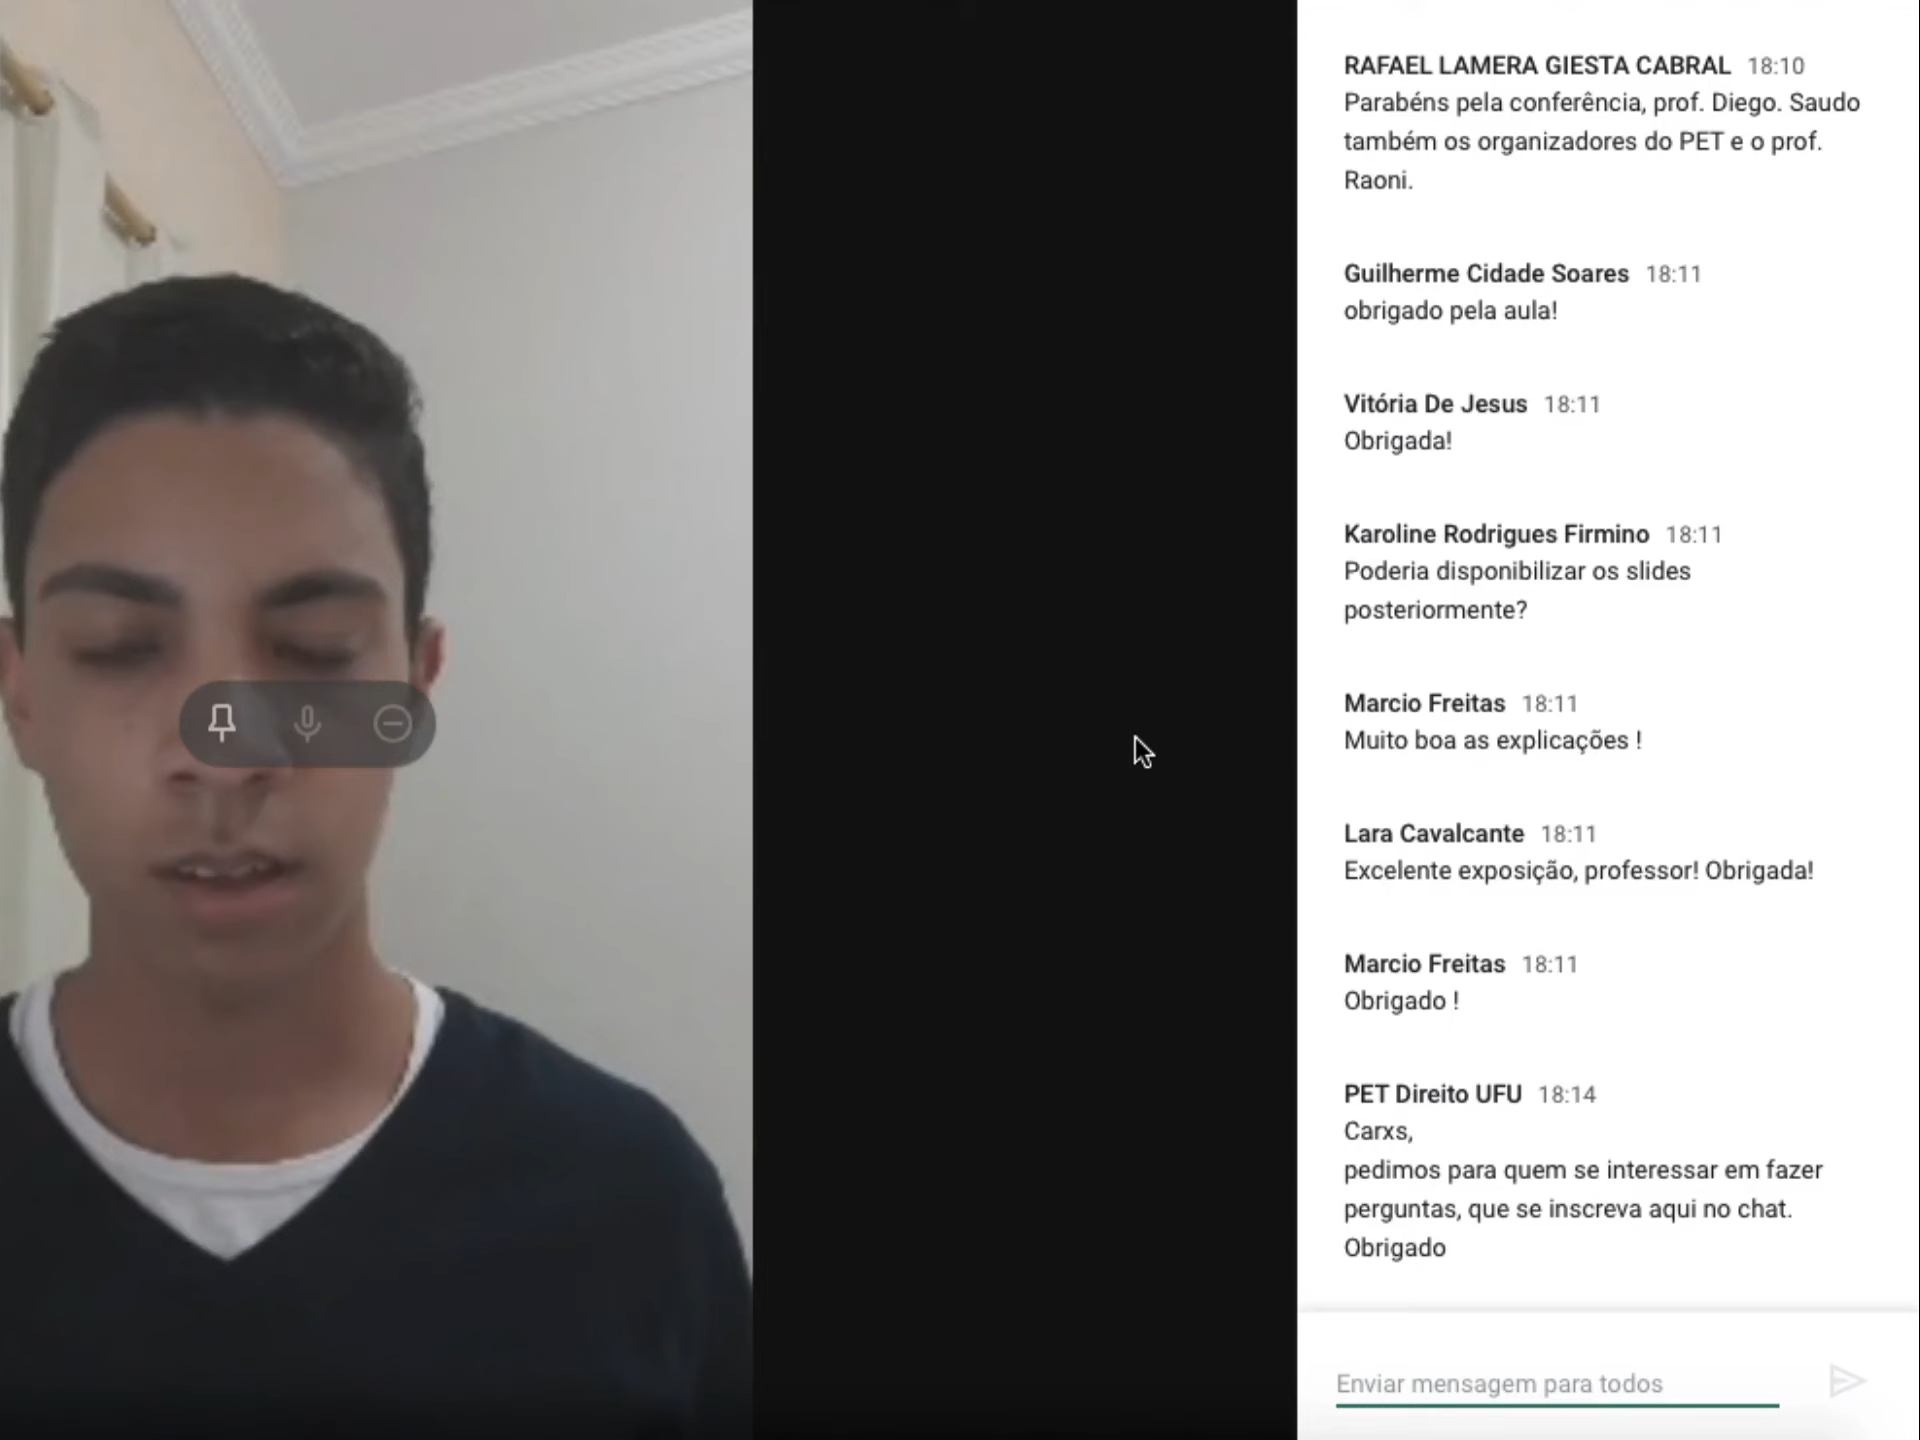 RAFAEL LAMERA GIESTA CABRAL 18:10
Parabéns pela conferência, prof. Diego. Saudo
também os organizadores do PET e o prof.
Raoni.
Guilherme Cidade Soares 18:11
obrigado pela aula!
Vitória De Jesus 18:11
Obrigada!
Karoline Rodrigues Firmino 18:11
Poderia disponibilizar os slides
posteriormente?
Marcio Freitas 18:11
Muito boa as explicações !
Lara Cavalcante 18:11
Excelente exposição, professor! Obrigada!
Marcio Freitas 18:11
Obrigado !
PET Direito UFU 18:14
Carxs,
pedimos para quem se interessar em fazer
perguntas, que se inscreva aqui no chat.
Obrigado
Enviar mensagem para todos